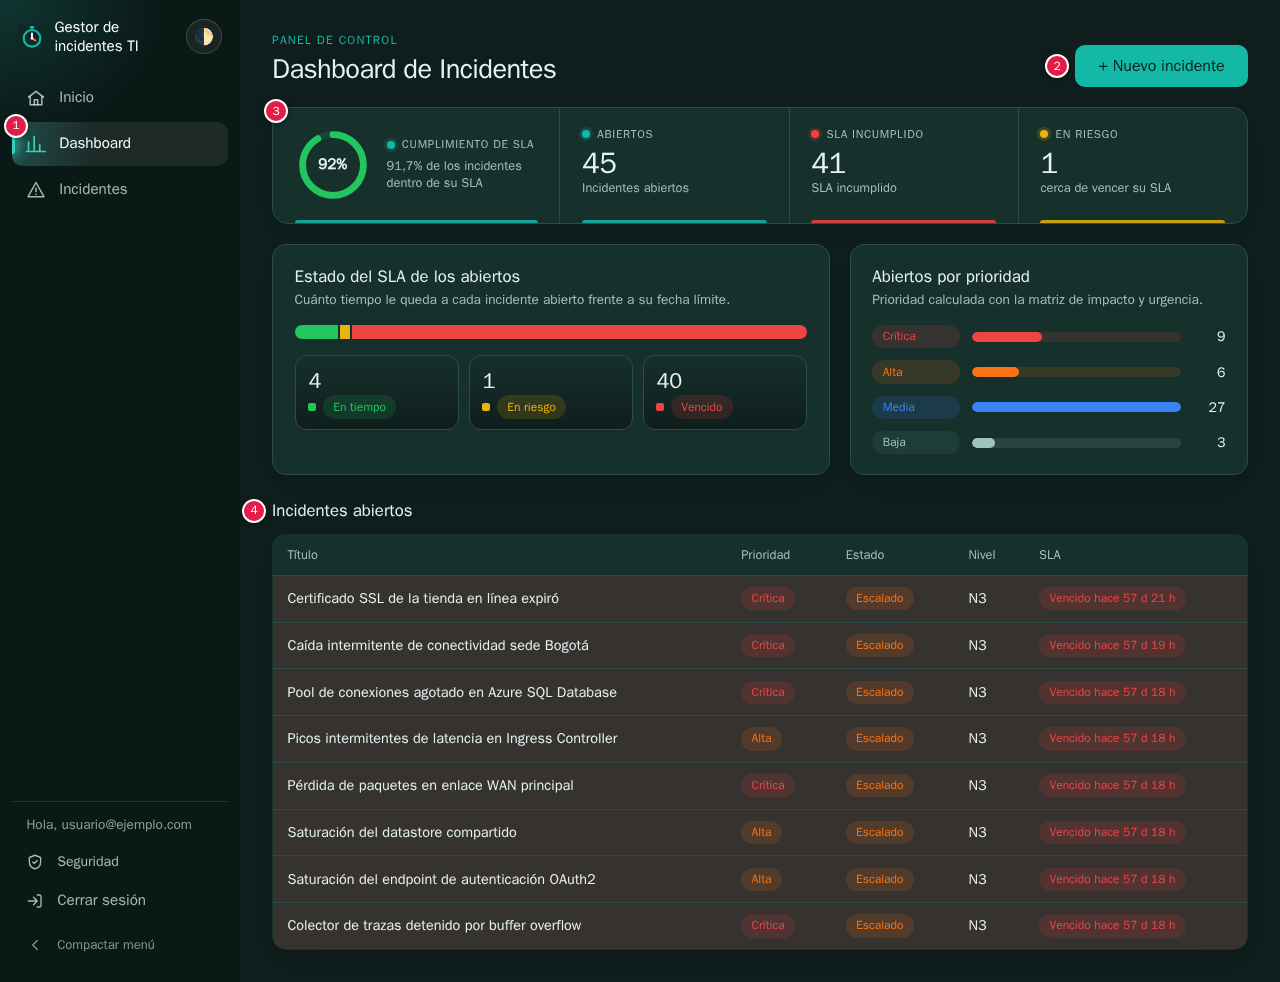 Gestor de
incidentes TI
Inicio
1
Dashboard
Incidentes
Hola, usuario@ejemplo.com
Seguridad
Cerrar sesión
Compactar menú
PANEL DE CONTROL
Dashboard de Incidentes
2
+ Nuevo incidente
3
92%
CUMPLIMIENTO DE SLA
91,7% de los incidentes
dentro de su SLA
ABIERTOS
45
Incidentes abiertos
SLA INCUMPLIDO
41
SLA incumplido
EN RIESGO
1
cerca de vencer su SLA
Estado del SLA de los abiertos
Cuánto tiempo le queda a cada incidente abierto frente a su fecha límite.
4
En tiempo
1
En riesgo
40
Vencido
Abiertos por prioridad
Prioridad calculada con la matriz de impacto y urgencia.
Crítica 9
Alta 6
Media 27
Baja 3
4
Incidentes abiertos
Título Prioridad Estado Nivel SLA
Certificado SSL de la tienda en línea expiró Crítica Escalado N3 Vencido hace 57 d 21 h
Caída intermitente de conectividad sede Bogotá Crítica Escalado N3 Vencido hace 57 d 19 h
Pool de conexiones agotado en Azure SQL Database Crítica Escalado N3 Vencido hace 57 d 18 h
Picos intermitentes de latencia en Ingress Controller Alta Escalado N3 Vencido hace 57 d 18 h
Pérdida de paquetes en enlace WAN principal Crítica Escalado N3 Vencido hace 57 d 18 h
Saturación del datastore compartido Alta Escalado N3 Vencido hace 57 d 18 h
Saturación del endpoint de autenticación OAuth2 Alta Escalado N3 Vencido hace 57 d 18 h
Colector de trazas detenido por buffer overflow Crítica Escalado N3 Vencido hace 57 d 18 h